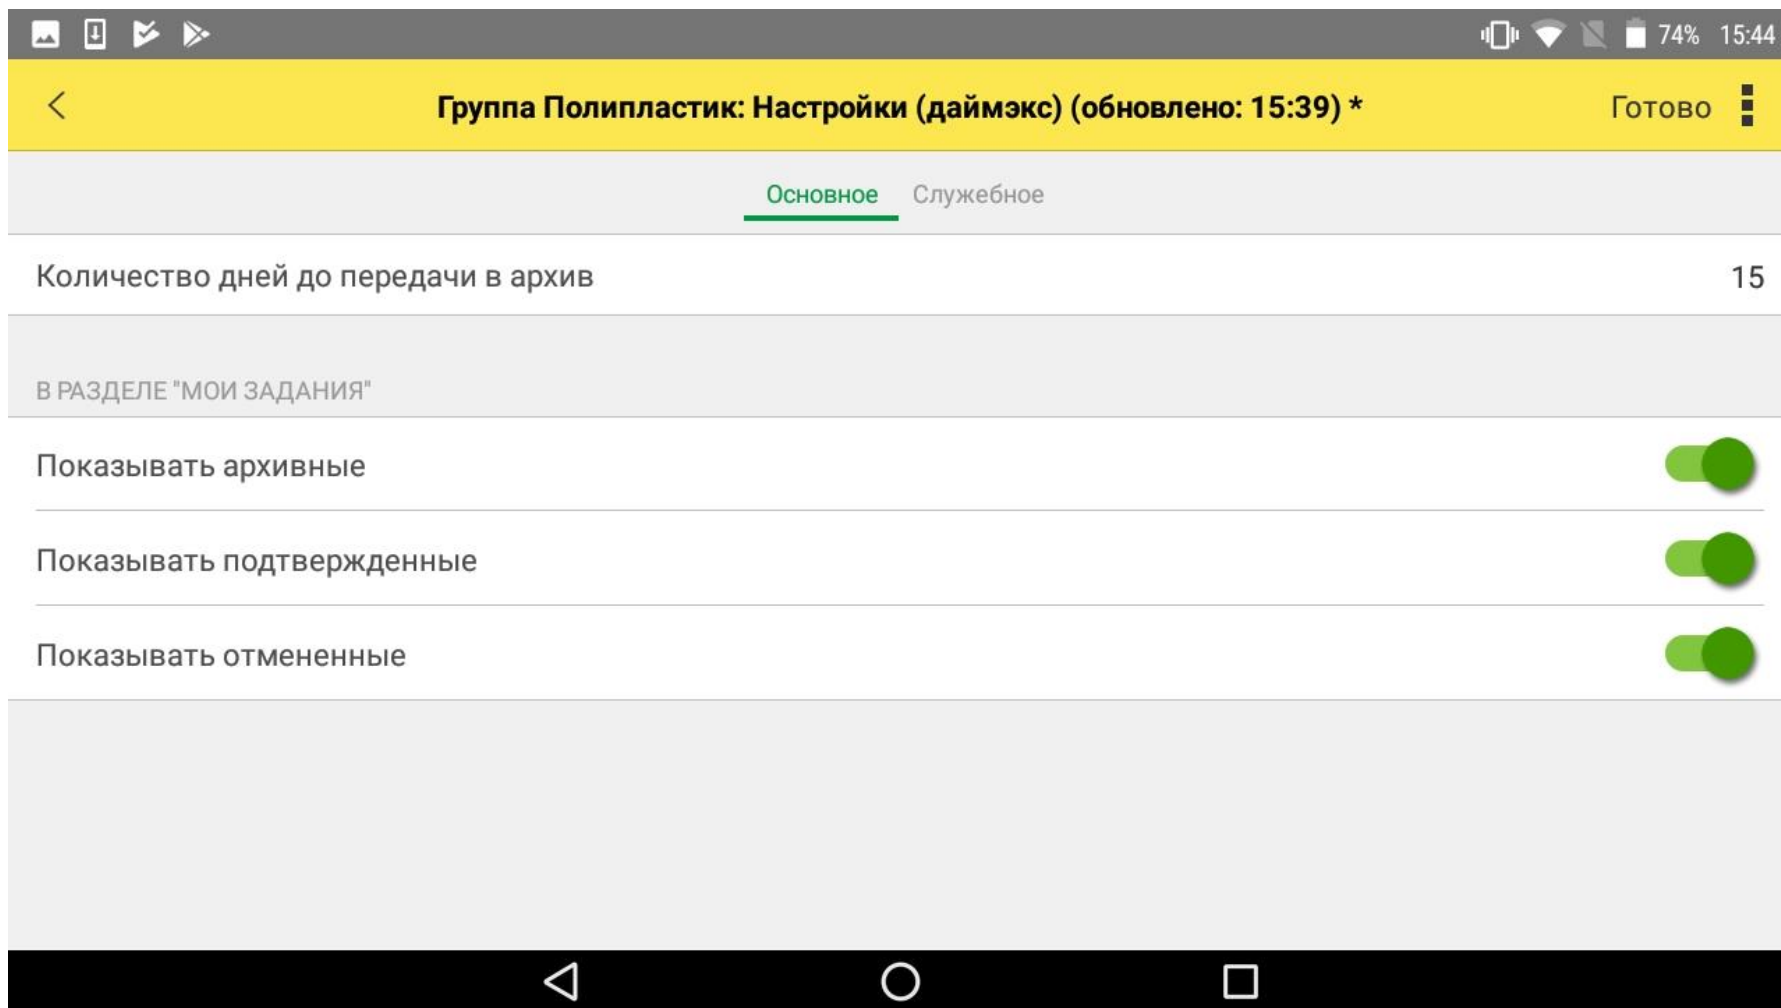 74% 15:44
Группа Полипластик: Настройки (даймэкс) (обновлено: 15:39) * Готово
Основное Служебное
Количество дней до передачи в архив 15
В РАЗДЕЛЕ "МОИ ЗАДАНИЯ"
Показывать архивные
Показывать подтвержденные
Показывать отмененные